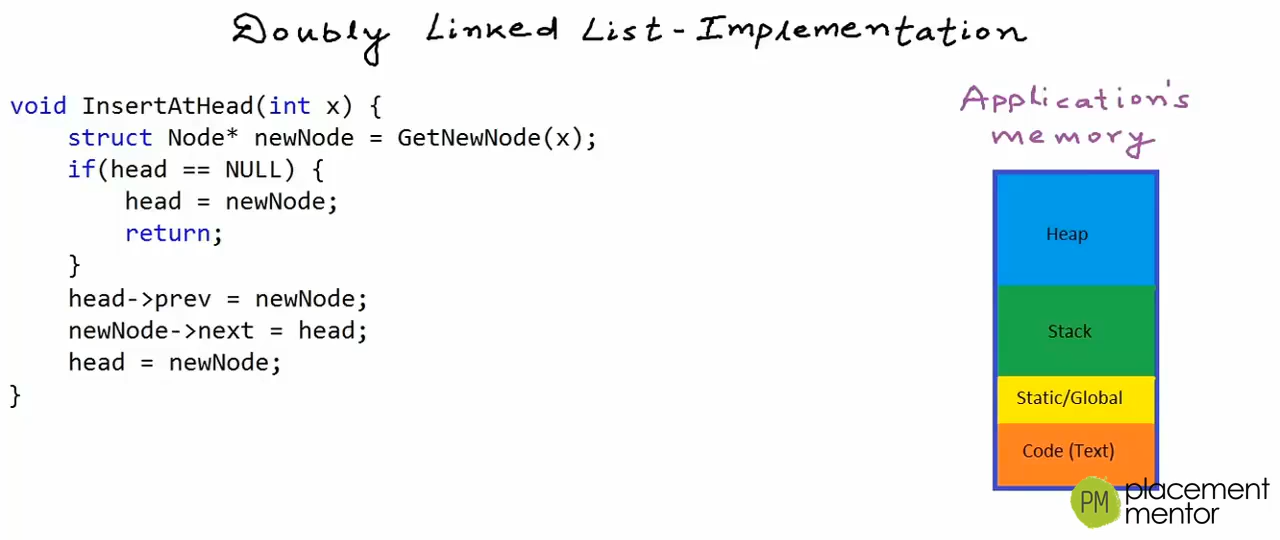 Doubly Linked List - Implementation
void InsertAtHead(int x) {
    struct Node* newNode = GetNewNode(x);
    if(head == NULL) {
        head = newNode;
        return;
    }
    head->prev = newNode;
    newNode->next = head;
    head = newNode;
}
Application's
memory
Heap
Stack
Static/Global
Code (Text)
PM
placement
mentor